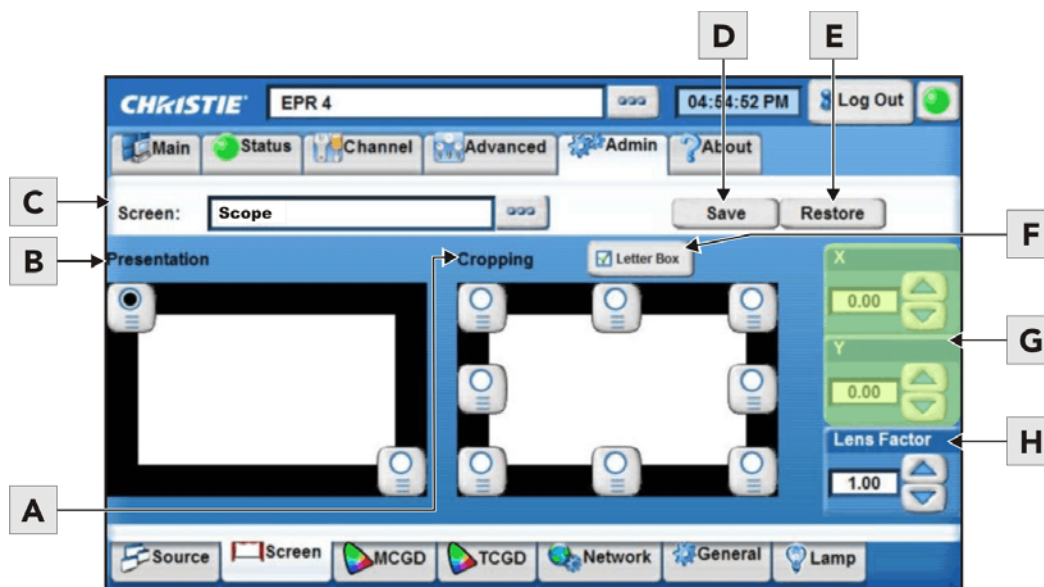 D E
CHRISTIE EPR 4 04:54:52 PM Log Out
Main Status Channel Advanced Admin About
C Screen: Scope Save Restore
B Presentation Cropping Letter Box F
X
0.00
G
Y
0.00
Lens Factor H
1.00
A
Source Screen MCGD TCGD Network General Lamp